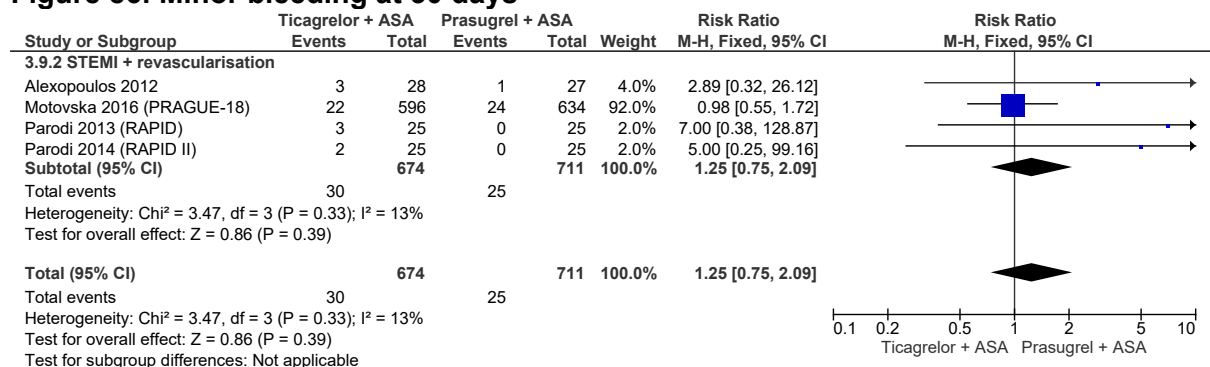 Figure 36: Minor bleeding at 30 days
Ticagrelor + ASA Prasugrel + ASA Risk Ratio Risk Ratio
Study or Subgroup Events Total Events Total Weight M-H, Fixed, 95% CI M-H, Fixed, 95% CI
3.9.2 STEMI + revascularisation
Alexopoulos 2012 3 28 1 27 4.0% 2.89 [0.32, 26.12]
Motovska 2016 (PRAGUE-18) 22 596 24 634 92.0% 0.98 [0.55, 1.72]
Parodi 2013 (RAPID) 3 25 0 25 2.0% 7.00 [0.38, 128.87]
Parodi 2014 (RAPID II) 2 25 0 25 2.0% 5.00 [0.25, 99.16]
Subtotal (95% CI) 674 711 100.0% 1.25 [0.75, 2.09]
Total events 30 25
Heterogeneity: Chi² = 3.47, df = 3 (P = 0.33); I² = 13%
Test for overall effect: Z = 0.86 (P = 0.39)
Total (95% CI) 674 711 100.0% 1.25 [0.75, 2.09]
Total events 30 25
Heterogeneity: Chi² = 3.47, df = 3 (P = 0.33); I² = 13%
Test for overall effect: Z = 0.86 (P = 0.39)
Test for subgroup differences: Not applicable
0.1 0.2 0.5 1 2 5 10
Ticagrelor + ASA Prasugrel + ASA